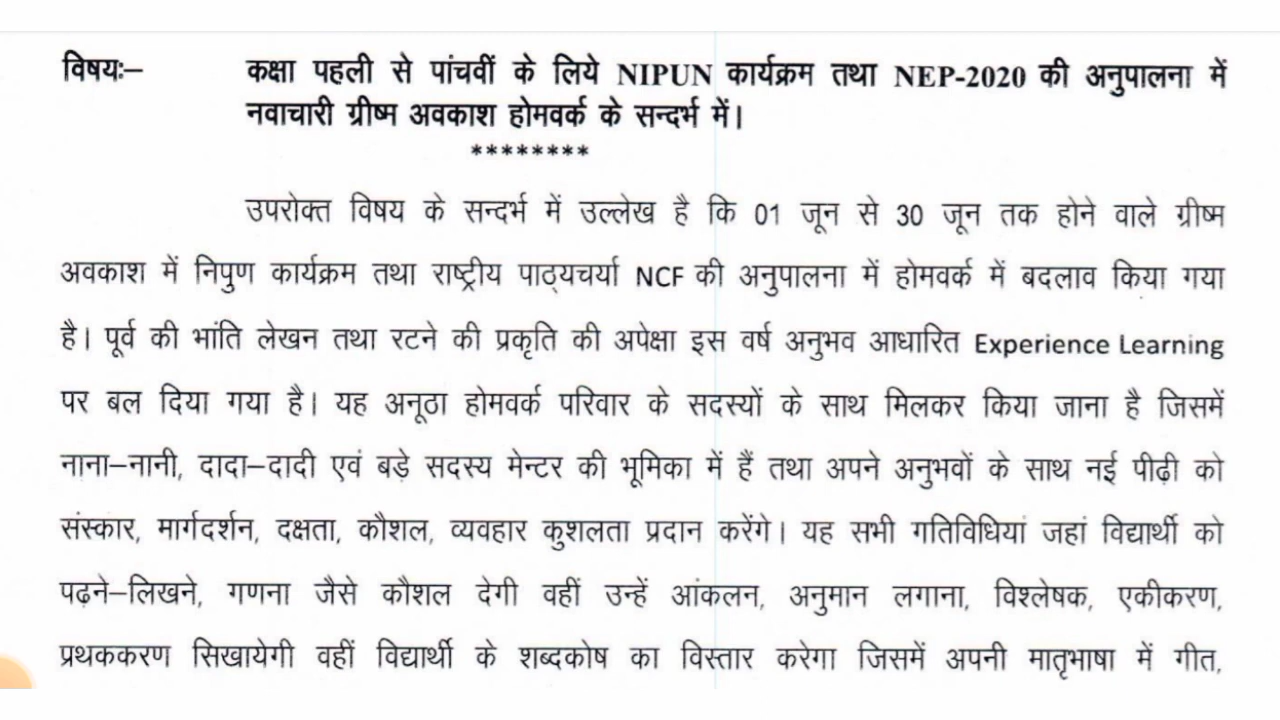 विषयः– कक्षा पहली से पांचवीं के लिये NIPUN कार्यक्रम तथा NEP-2020 की अनुपालना में
नवाचारी ग्रीष्म अवकाश होमवर्क के सन्दर्भ में।
********
उपरोक्त विषय के सन्दर्भ में उल्लेख है कि 01 जून से 30 जून तक होने वाले ग्रीष्म
अवकाश में निपुण कार्यक्रम तथा राष्ट्रीय पाठ्यचर्या NCF की अनुपालना में होमवर्क में बदलाव किया गया
है। पूर्व की भांति लेखन तथा रटने की प्रकृति की अपेक्षा इस वर्ष अनुभव आधारित Experience Learning
पर बल दिया गया है। यह अनूठा होमवर्क परिवार के सदस्यों के साथ मिलकर किया जाना है जिसमें
नाना–नानी, दादा–दादी एवं बड़े सदस्य मेन्टर की भूमिका में हैं तथा अपने अनुभवों के साथ नई पीढ़ी को
संस्कार, मार्गदर्शन, दक्षता, कौशल, व्यवहार कुशलता प्रदान करेंगे। यह सभी गतिविधियां जहां विद्यार्थी को
पढ़ने–लिखने, गणना जैसे कौशल देगी वहीं उन्हें आंकलन, अनुमान लगाना, विश्लेषक, एकीकरण,
प्रथककरण सिखायेगी वहीं विद्यार्थी के शब्दकोष का विस्तार करेगा जिसमें अपनी मातृभाषा में गीत,